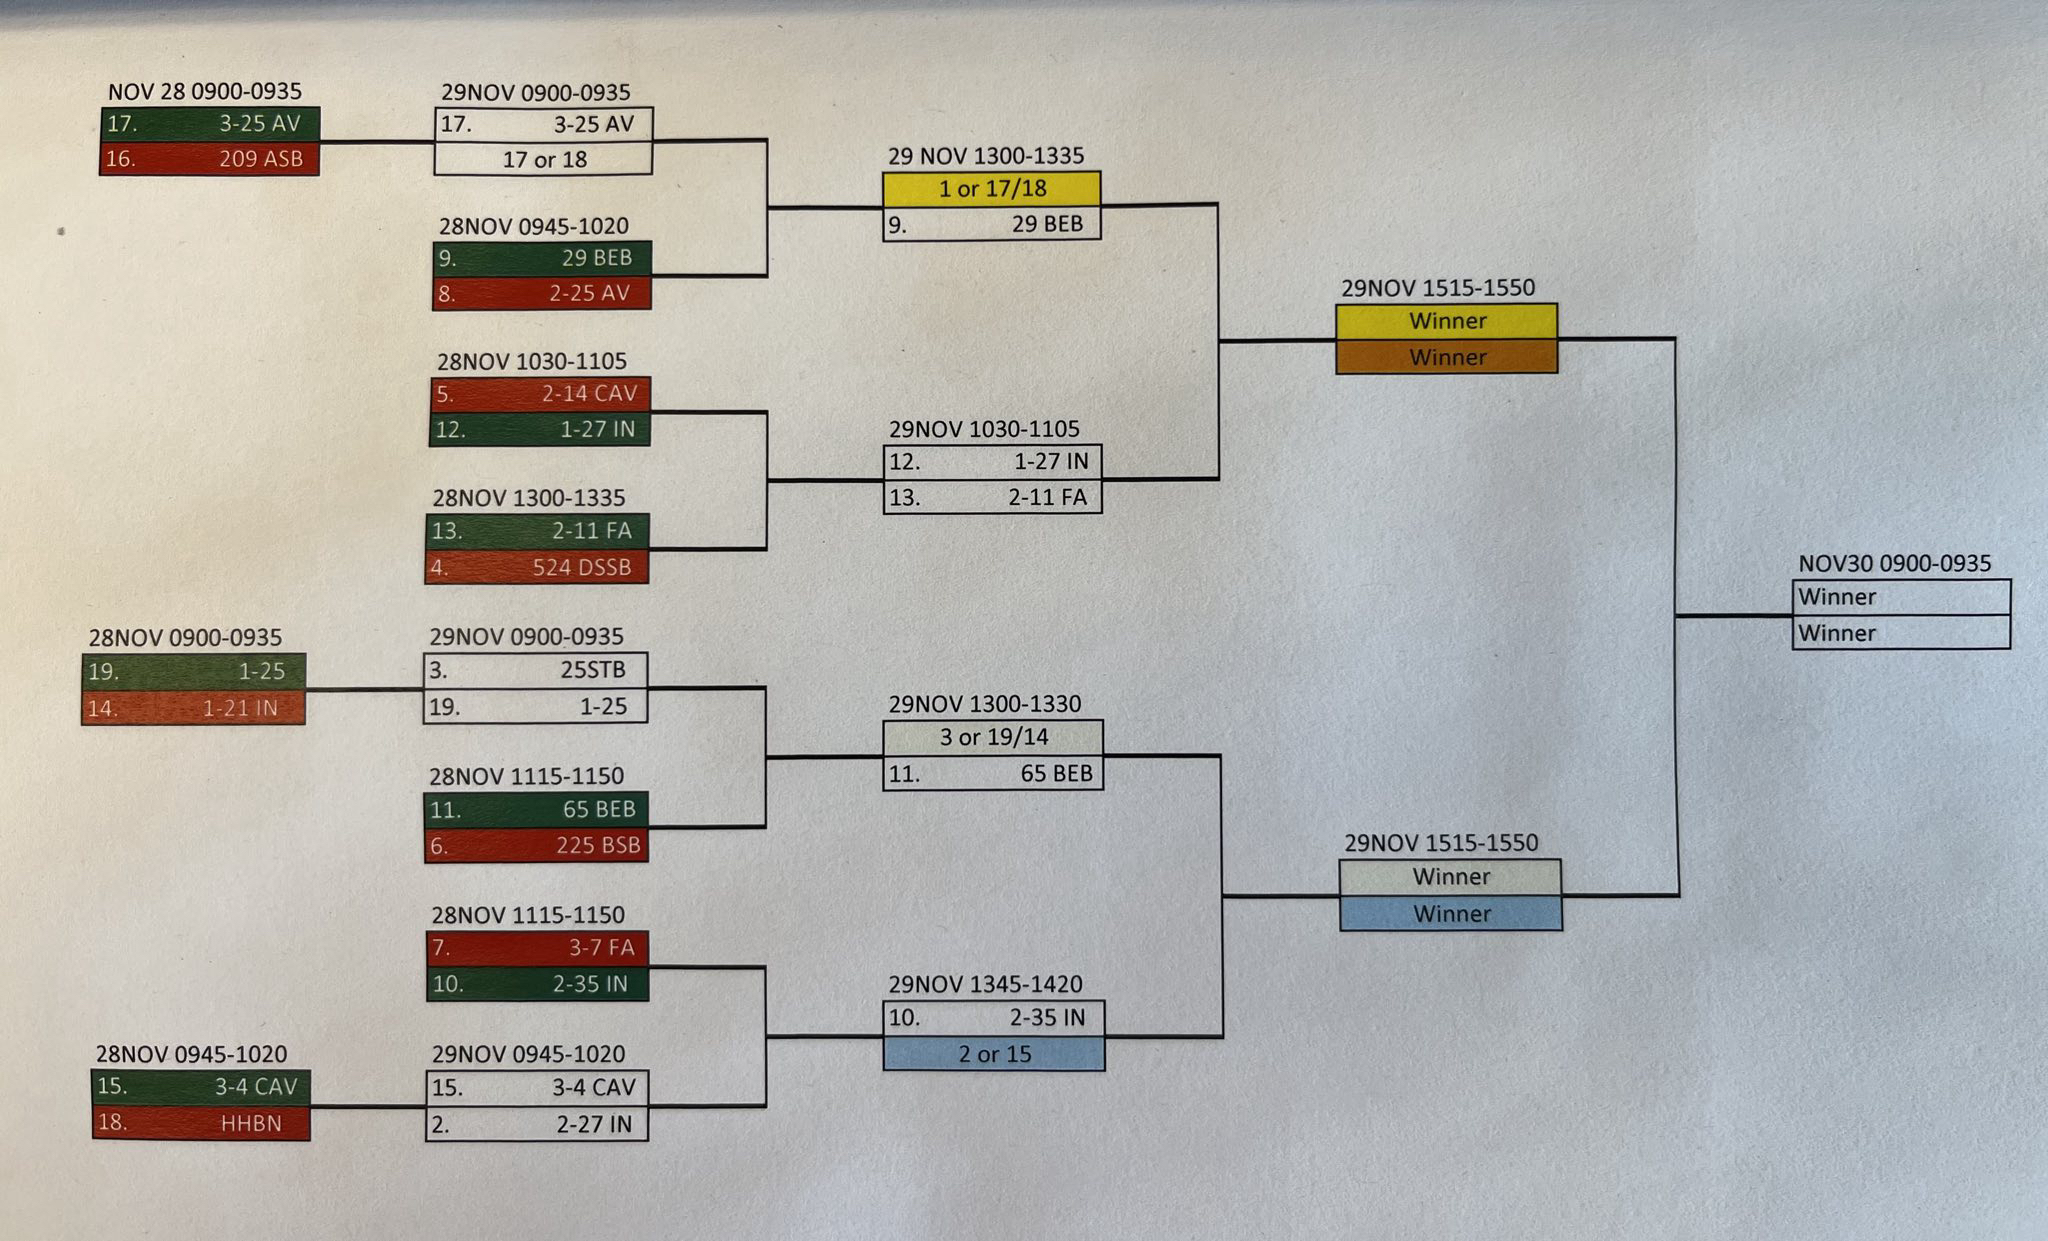 NOV 28 0900-0935
17. 3-25 AV
16. 209 ASB
29NOV 0900-0935
17. 3-25 AV
17 or 18
28NOV 0945-1020
9. 29 BEB
8. 2-25 AV
28NOV 1030-1105
5. 2-14 CAV
12. 1-27 IN
28NOV 1300-1335
13. 2-11 FA
4. 524 DSSB
28NOV 0900-0935
19. 1-25
14. 1-21 IN
29NOV 0900-0935
3. 25STB
19. 1-25
28NOV 1115-1150
11. 65 BEB
6. 225 BSB
28NOV 1115-1150
7. 3-7 FA
10. 2-35 IN
28NOV 0945-1020
15. 3-4 CAV
18. HHBN
29NOV 0945-1020
15. 3-4 CAV
2. 2-27 IN
29 NOV 1300-1335
1 or 17/18
9. 29 BEB
29NOV 1030-1105
12. 1-27 IN
13. 2-11 FA
29NOV 1300-1330
3 or 19/14
11. 65 BEB
29NOV 1345-1420
10. 2-35 IN
2 or 15
29NOV 1515-1550
Winner
Winner
29NOV 1515-1550
Winner
Winner
NOV30 0900-0935
Winner
Winner